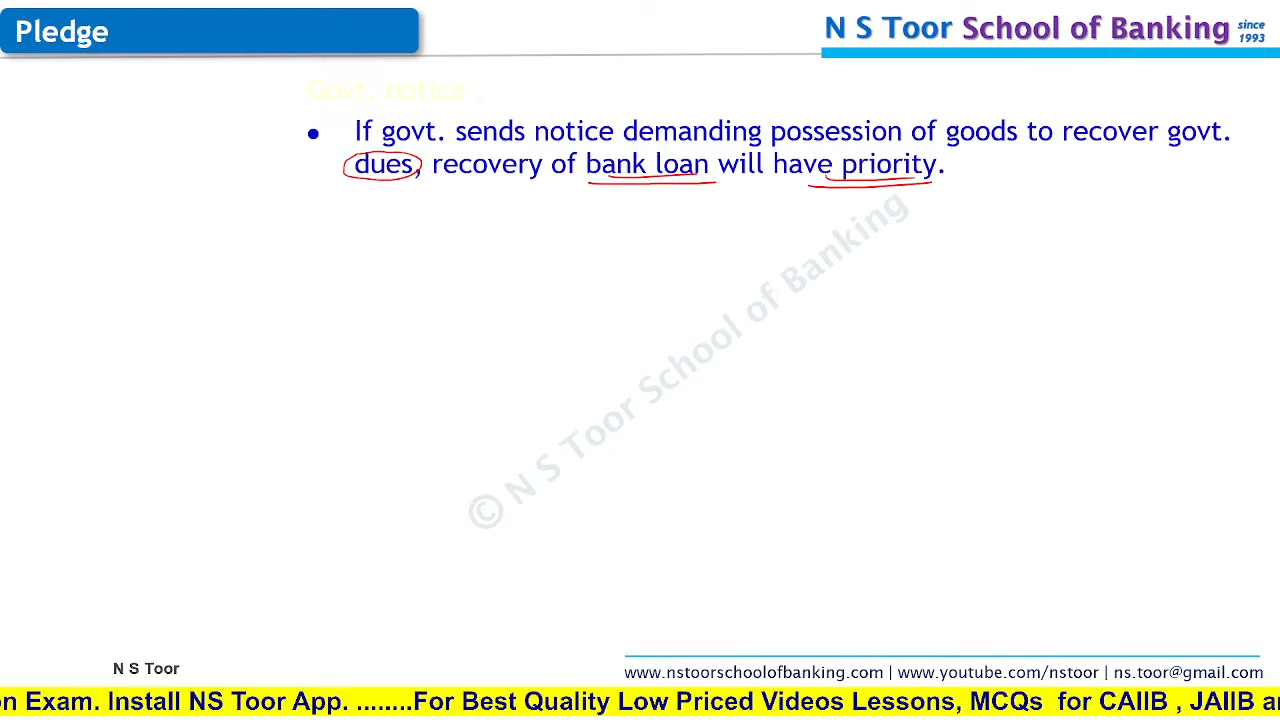 Pledge
N S Toor School of Banking since 1993
Govt. notice :
• If govt. sends notice demanding possession of goods to recover govt.
dues, recovery of bank loan will have priority.
© N S Toor School of Banking
N S Toor
www.nstoorschoolofbanking.com | www.youtube.com/nstoor | ns.toor@gmail.com
on Exam. Install NS Toor App. ........For Best Quality Low Priced Videos Lessons, MCQs for CAIIB , JAIIB a